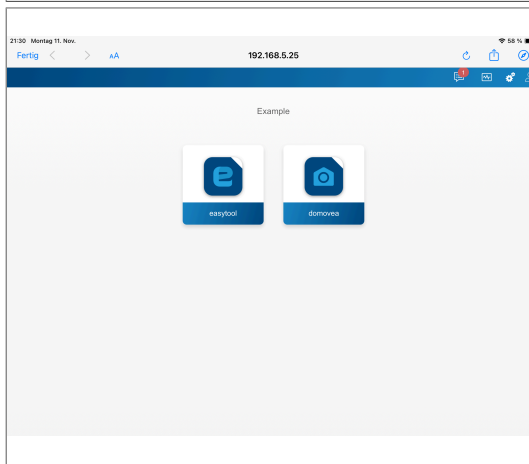 21:30 Montag 11. Nov.
58 %
Fertig
AA
192.168.5.25
1
Example
easytool
domovea